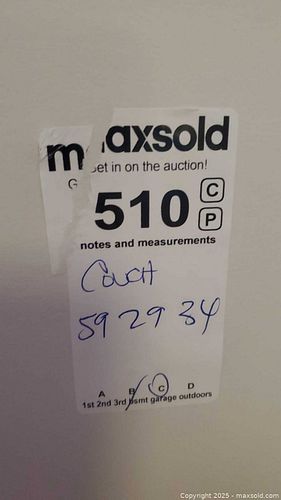 maxsold
Get in on the auction!
510 C
P
notes and measurements
Couch
59 29 34
A B C D
1st 2nd 3rd bsmt garage outdoors
Copyright © 2025 - maxsold.com